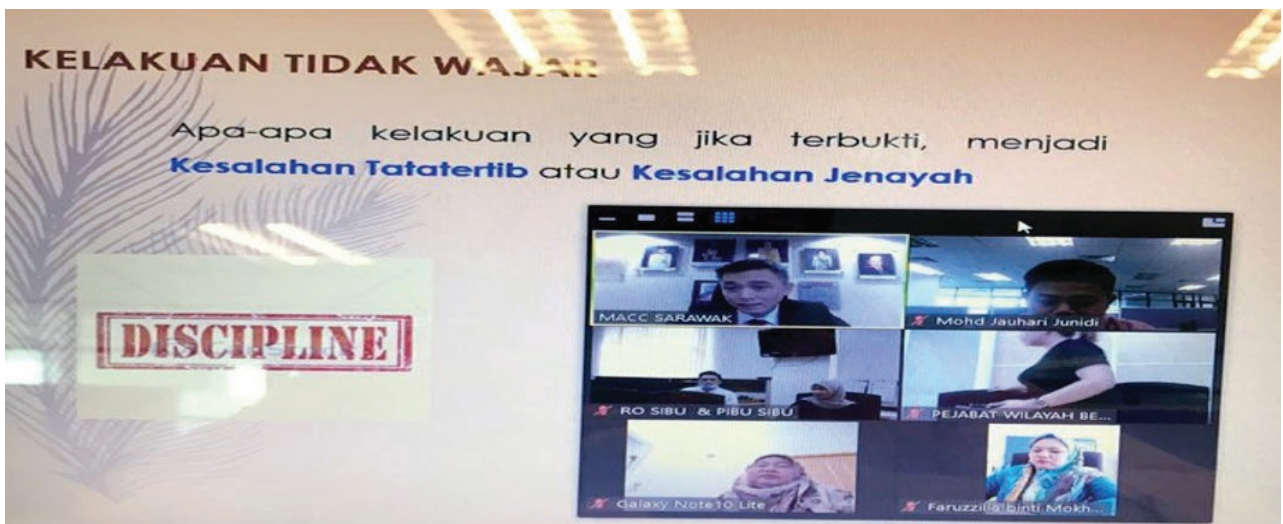 KELAKUAN TIDAK WAJAR
Apa-apa kelakuan yang jika terbukti, menjadi
Kesalahan Tatatertib atau Kesalahan Jenayah
DISCIPLINE
MACC SARAWAK
Mohd Jauhari Junidi
RO SIBU & PIBU SIBU
PEJABAT WILAYAH BE...
Galaxy Note10 Lite
Faruzzilla binti Mokh...